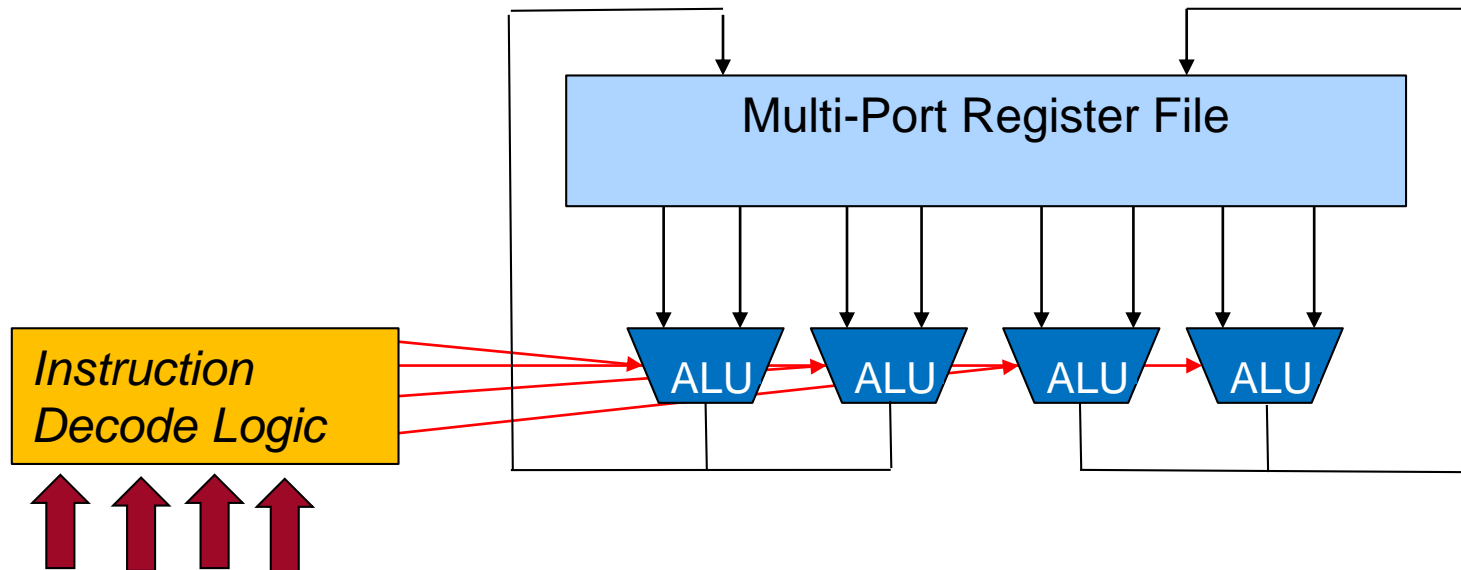 Multi-Port Register File
Instruction
Decode Logic
ALU
ALU
ALU
ALU